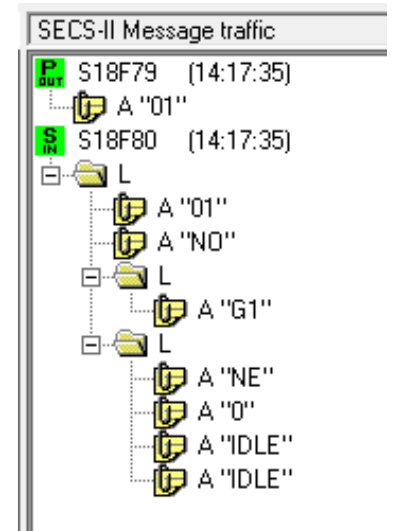 SECS-II Message traffic
P OUT S18F79 (14:17:35)
A "01"
S IN S18F80 (14:17:35)
L
A "01"
A "NO"
L
A "G1"
L
A "NE"
A "0"
A "IDLE"
A "IDLE"